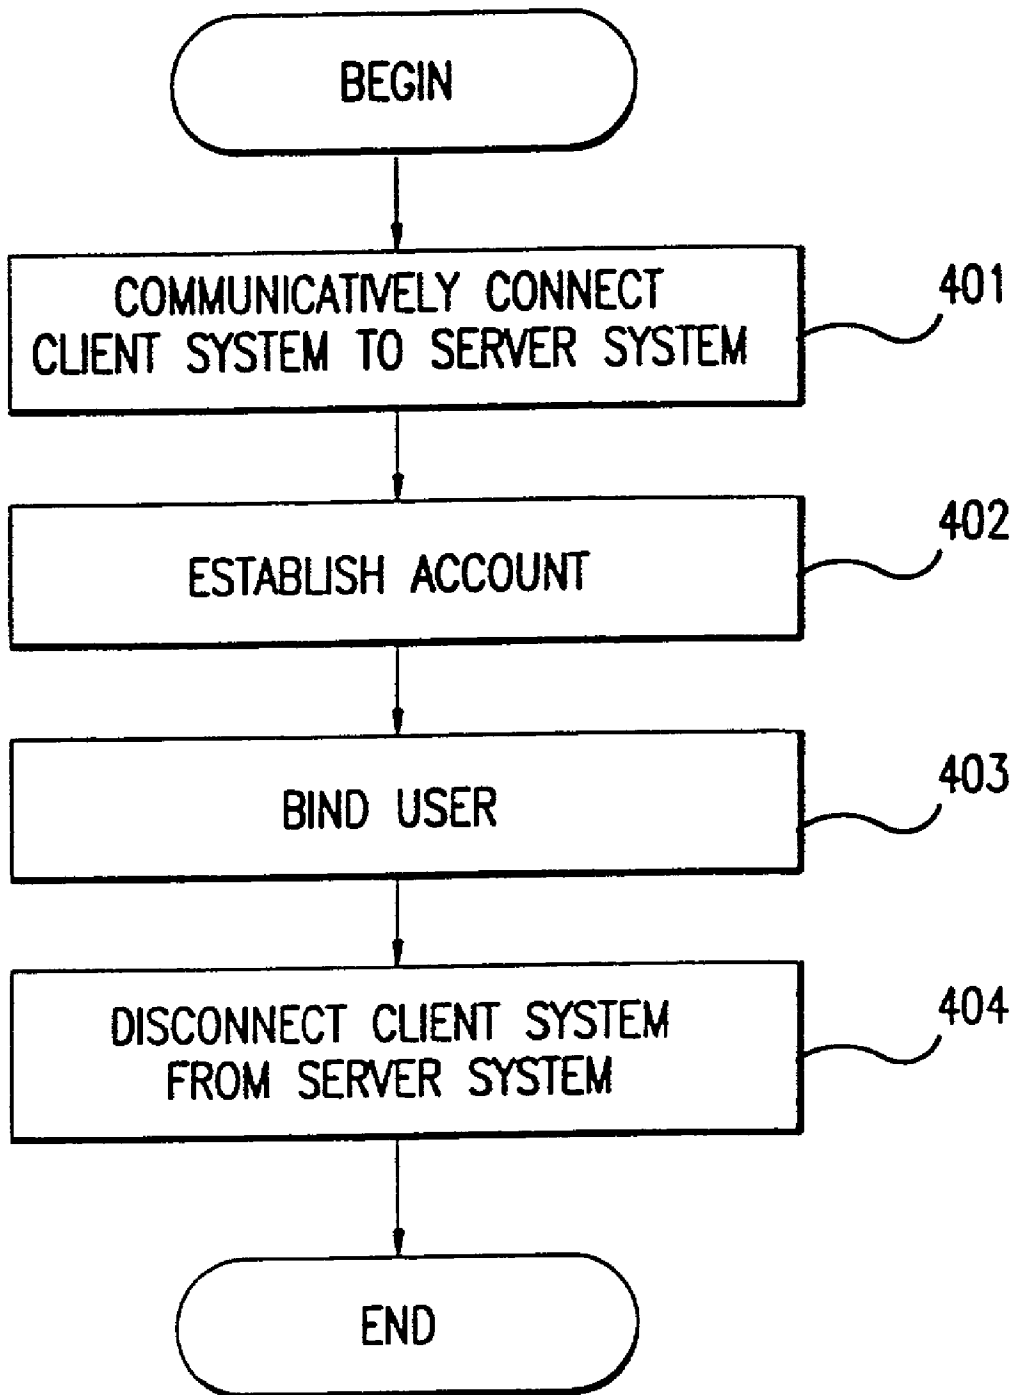 BEGIN
COMMUNICATIVELY CONNECT
CLIENT SYSTEM TO SERVER SYSTEM
401
ESTABLISH ACCOUNT
402
BIND USER
403
DISCONNECT CLIENT SYSTEM
FROM SERVER SYSTEM
404
END